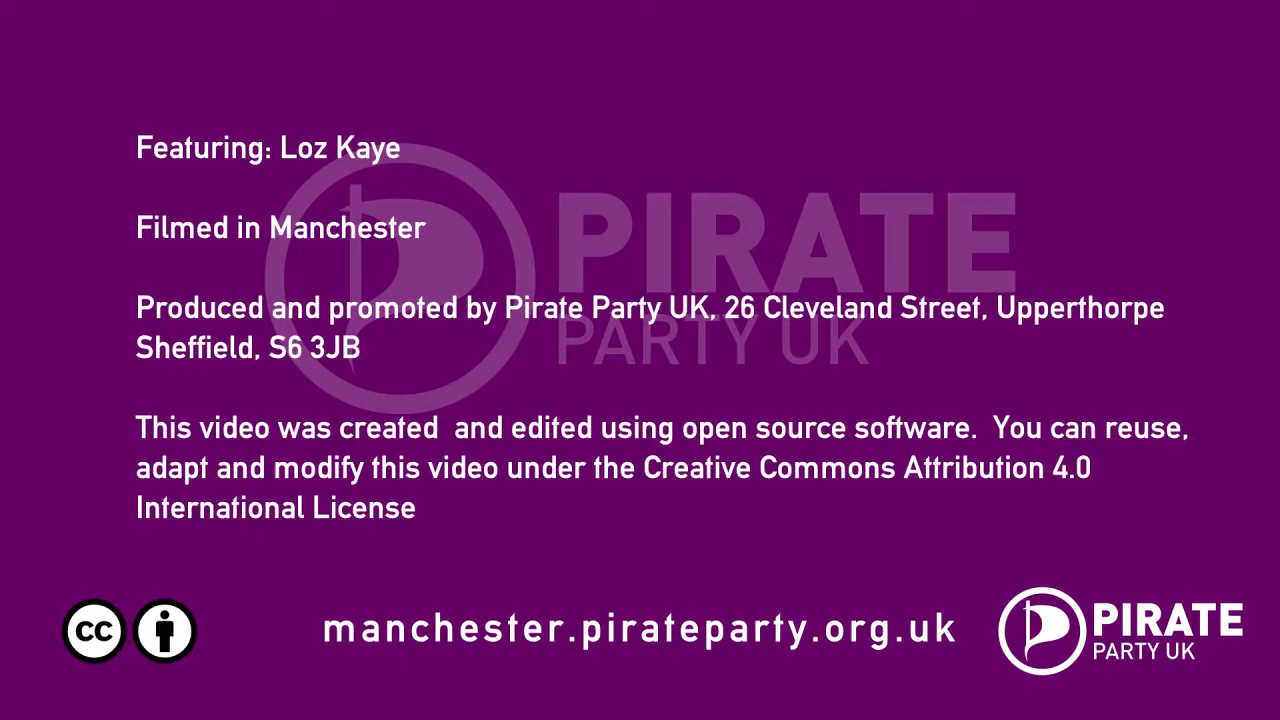 Featuring: Loz Kaye
Filmed in Manchester
PIRATE
PARTY UK
Produced and promoted by Pirate Party UK, 26 Cleveland Street, Upperthorpe
Sheffield, S6 3JB
This video was created  and edited using open source software.  You can reuse,
adapt and modify this video under the Creative Commons Attribution 4.0
International License
cc
manchester.pirateparty.org.uk
PIRATE
PARTY UK